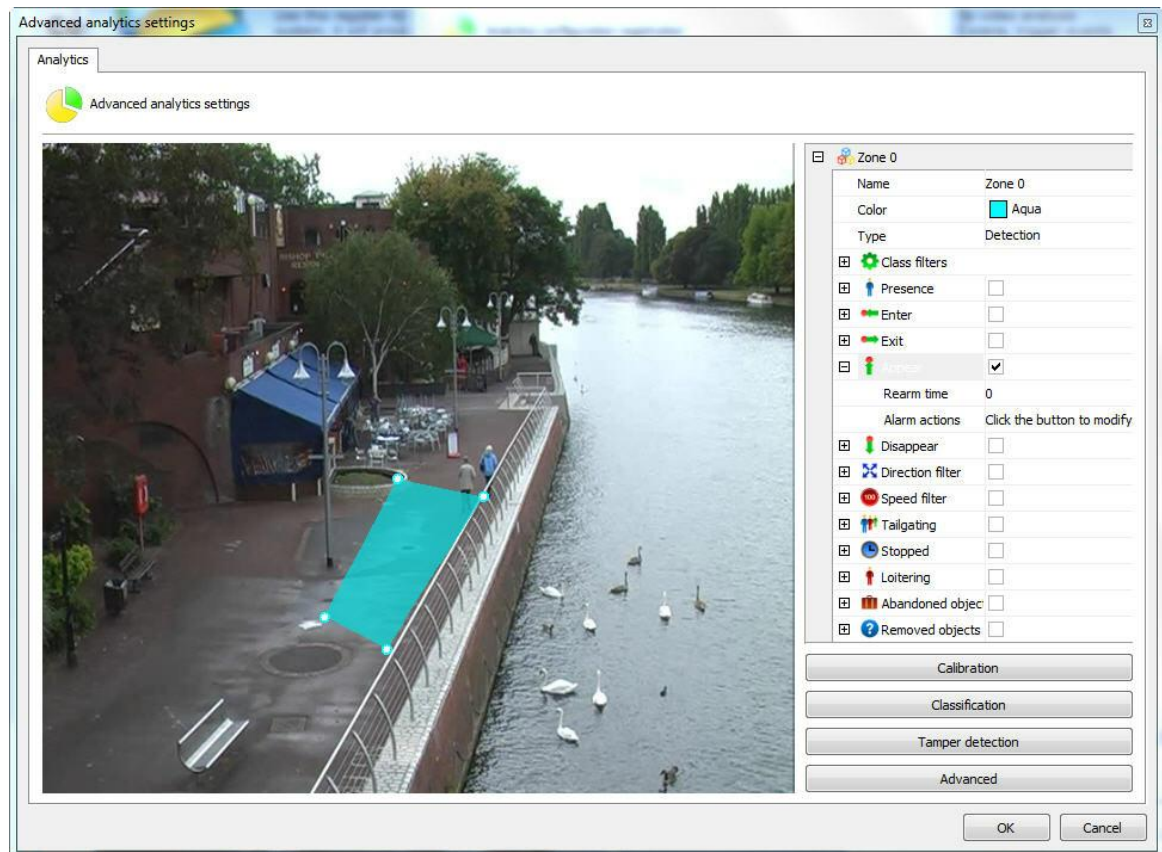 Advanced analytics settings
Analytics
Advanced analytics settings
Zone 0
Name Zone 0
Color Aqua
Type Detection
Class filters
Presence
Enter
Exit
Appear
Rearm time 0
Alarm actions Click the button to modify
Disappear
Direction filter
100 Speed filter
Tailgating
Stopped
Loitering
Abandoned objec
Removed objects
Calibration
Classification
Tamper detection
Advanced
OK Cancel